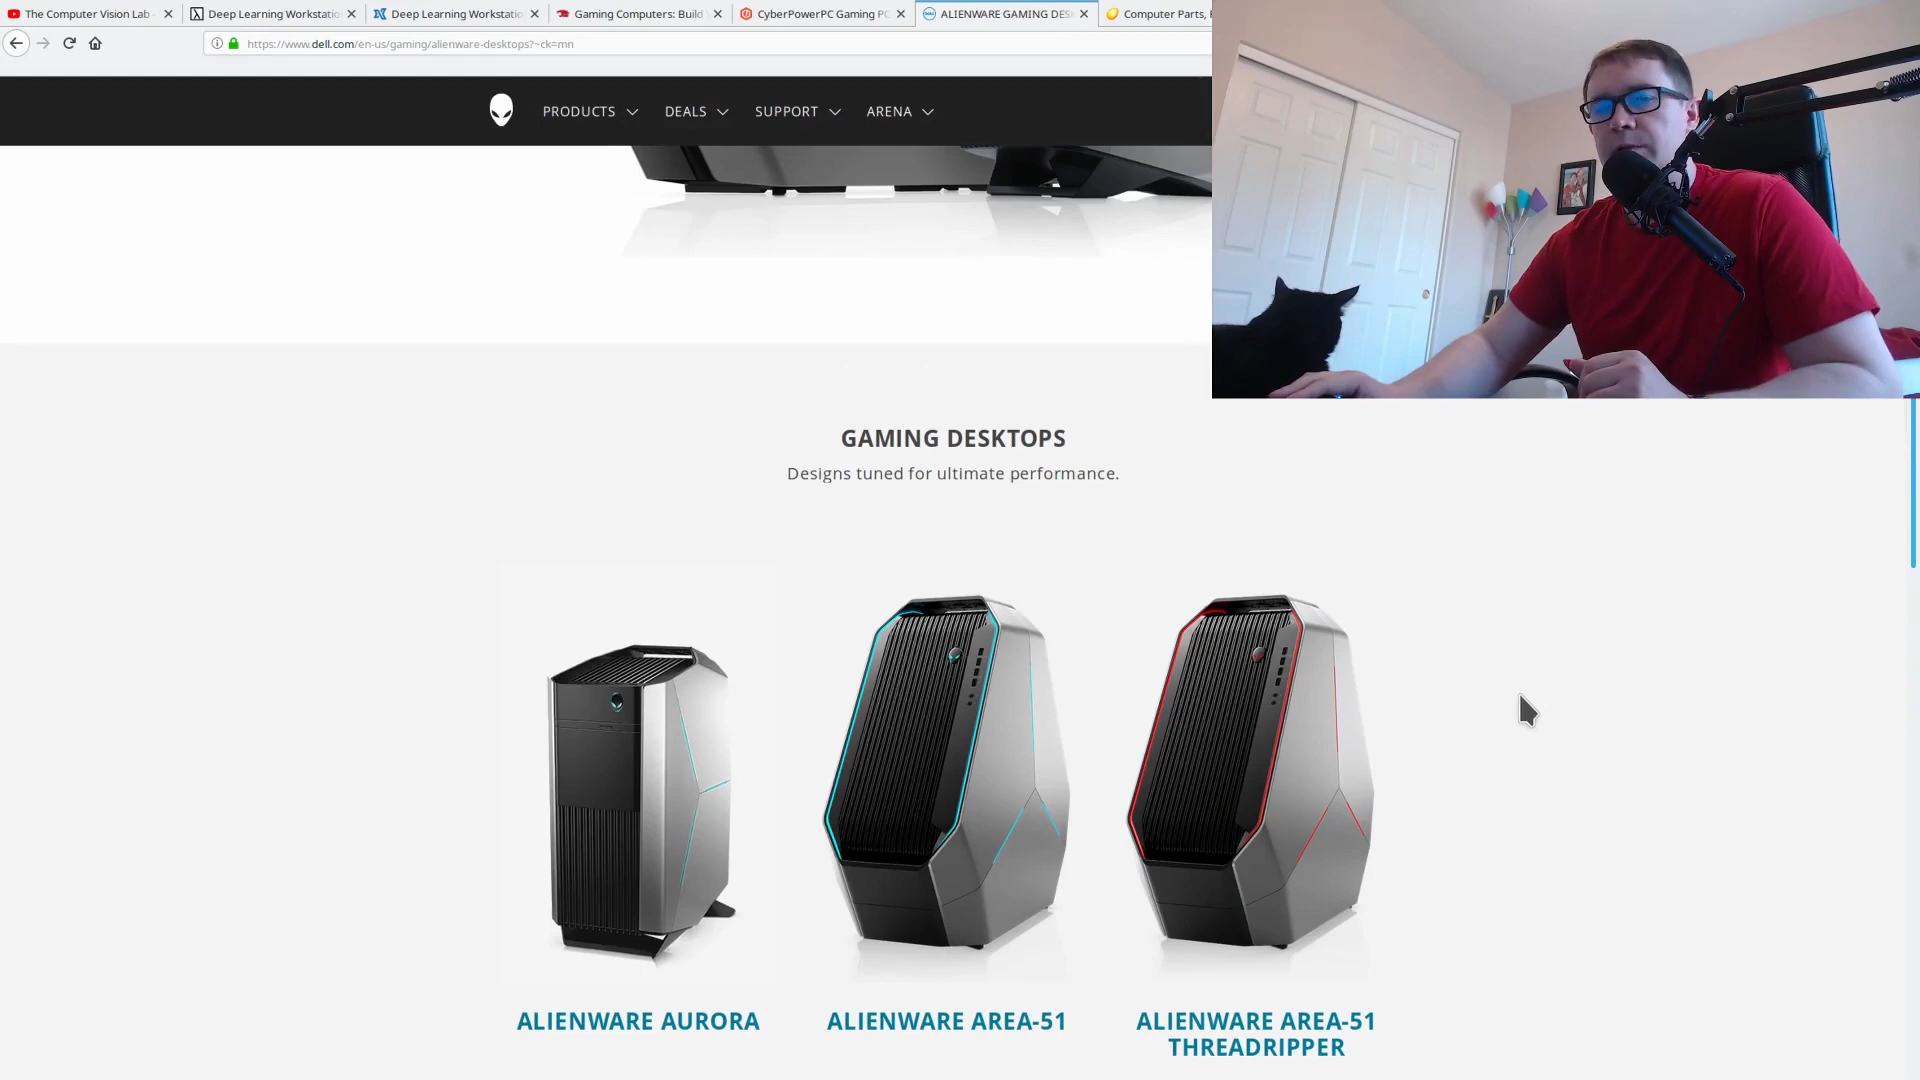 The Computer Vision Lab -
Deep Learning Workstatio
Deep Learning Workstatio
Gaming Computers: Build
CyberPowerPC Gaming PC
ALIENWARE GAMING DES
Computer Parts,
https://www.dell.com/en-us/gaming/alienware-desktops?~ck=mn
PRODUCTS DEALS SUPPORT ARENA
GAMING DESKTOPS
Designs tuned for ultimate performance.
ALIENWARE AURORA
ALIENWARE AREA-51
ALIENWARE AREA-51
THREADRIPPER